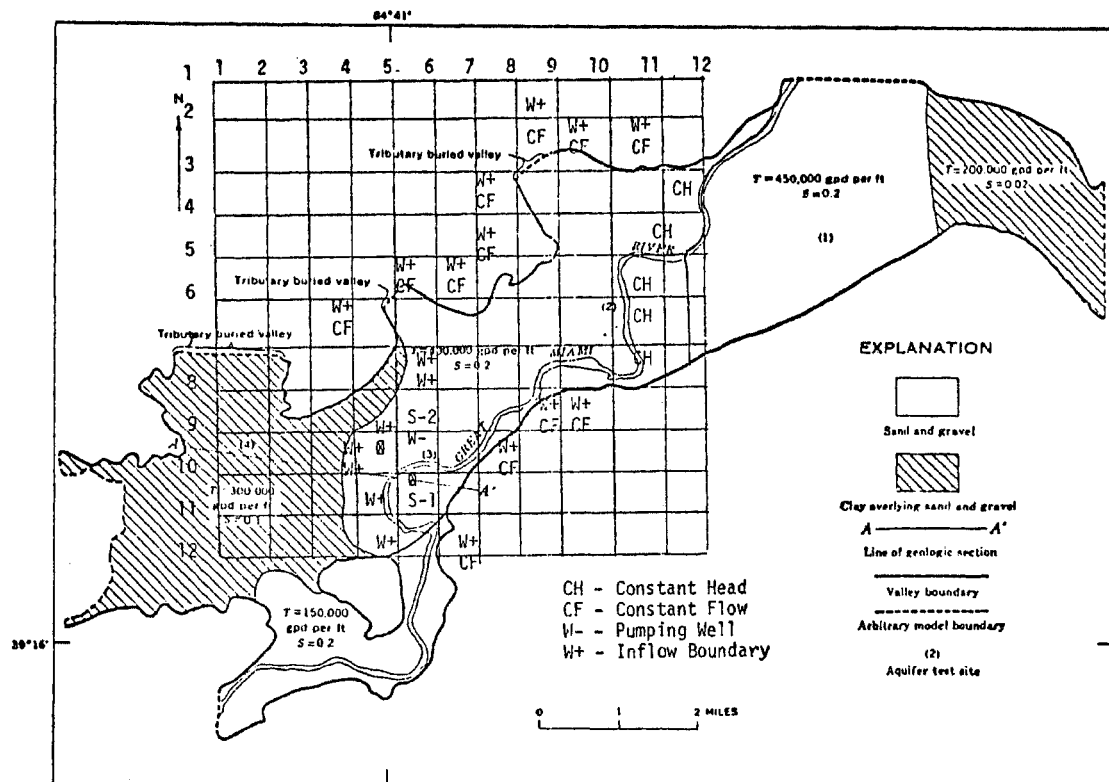 84°41'
1 2 3 4 5 6 7 8 9 10 11 12
1
N
2
W+
CF
W+ W+
CF CF
Tributary buried valley
3
W+
CF
CH
T=450,000 gpd per ft
S=0.2
T=200,000 gpd per ft
S=0.02
4
W+
CF
CH
(1)
5
RIVER
W+ W+
CF CF
Tributary buried valley
CH
6
W+
CF
(2)
CH
Tributary buried valley
gpd per ft
S=0.2
MIAMI
CH
W+
W+
8
EXPLANATION
W+ W+
CF CF
9
S-2
W+
Ø
W-
GREAT
Sand and gravel
(4)
W+
W+
(3)
W+
CF
A
10
Ø
A'
T=300,000
gpd per ft
S=0.1
W+
S-1
11
Clay overlying sand and gravel
A A'
Line of geologic section
12
W+
W+
CF
Valley boundary
Arbitrary model boundary
(2)
Aquifer test site
CH - Constant Head
CF - Constant Flow
W- - Pumping Well
W+ - Inflow Boundary
T=150,000
gpd per ft
S=0.2
39°16'
0 1 2 MILES